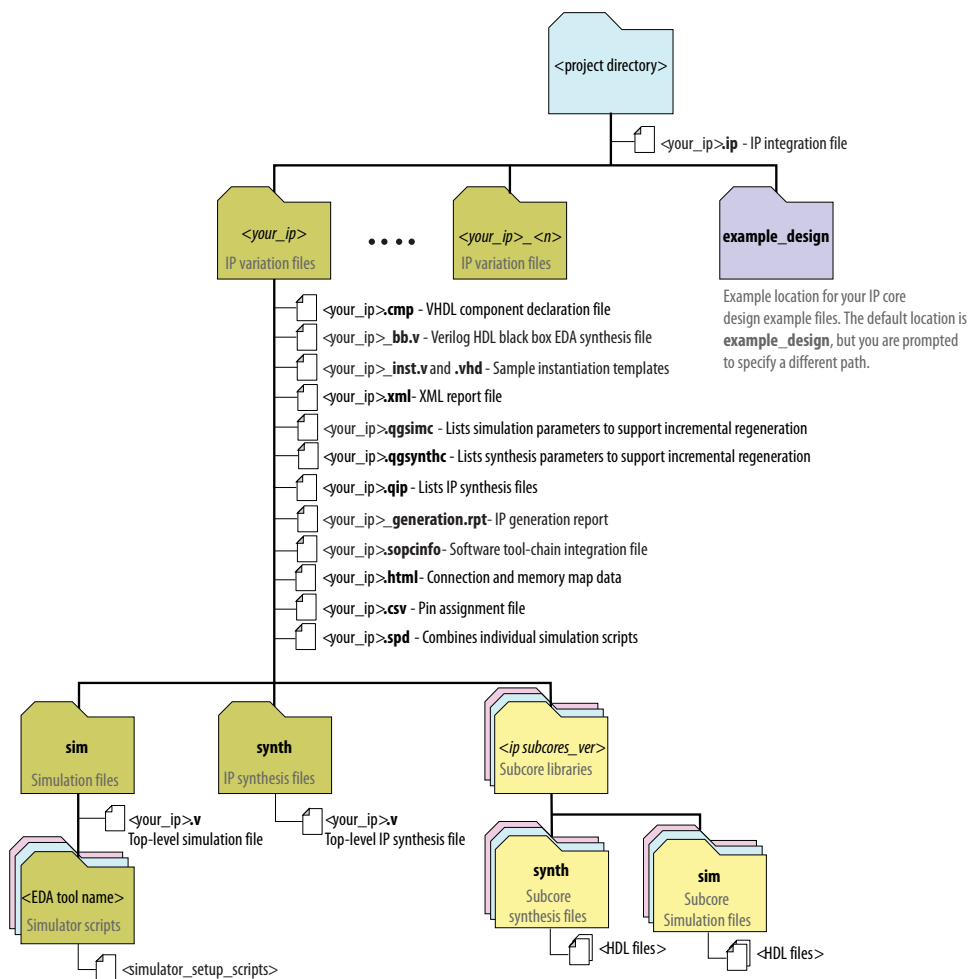 <project directory>
<your_ip>.ip - IP integration file
<your_ip>
IP variation files
<your_ip>_<n>
IP variation files
example_design
Example location for your IP core
design example files. The default location is
example_design, but you are prompted
to specify a different path.
<your_ip>.cmp - VHDL component declaration file
<your_ip>_bb.v - Verilog HDL black box EDA synthesis file
<your_ip>_inst.v and .vhd - Sample instantiation templates
<your_ip>.xml- XML report file
<your_ip>.qgsimc - Lists simulation parameters to support incremental regeneration
<your_ip>.qgsynthc - Lists synthesis parameters to support incremental regeneration
<your_ip>.qip - Lists IP synthesis files
<your_ip>_generation.rpt- IP generation report
<your_ip>.sopcinfo- Software tool-chain integration file
<your_ip>.html- Connection and memory map data
<your_ip>.csv - Pin assignment file
<your_ip>.spd - Combines individual simulation scripts
sim
Simulation files
<your_ip>.v
Top-level simulation file
<EDA tool name>
Simulator scripts
<simulator_setup_scripts>
synth
IP synthesis files
<your_ip>.v
Top-level IP synthesis file
<ip subcores_ver>
Subcore libraries
synth
Subcore
synthesis files
<HDL files>
sim
Subcore
Simulation files
<HDL files>